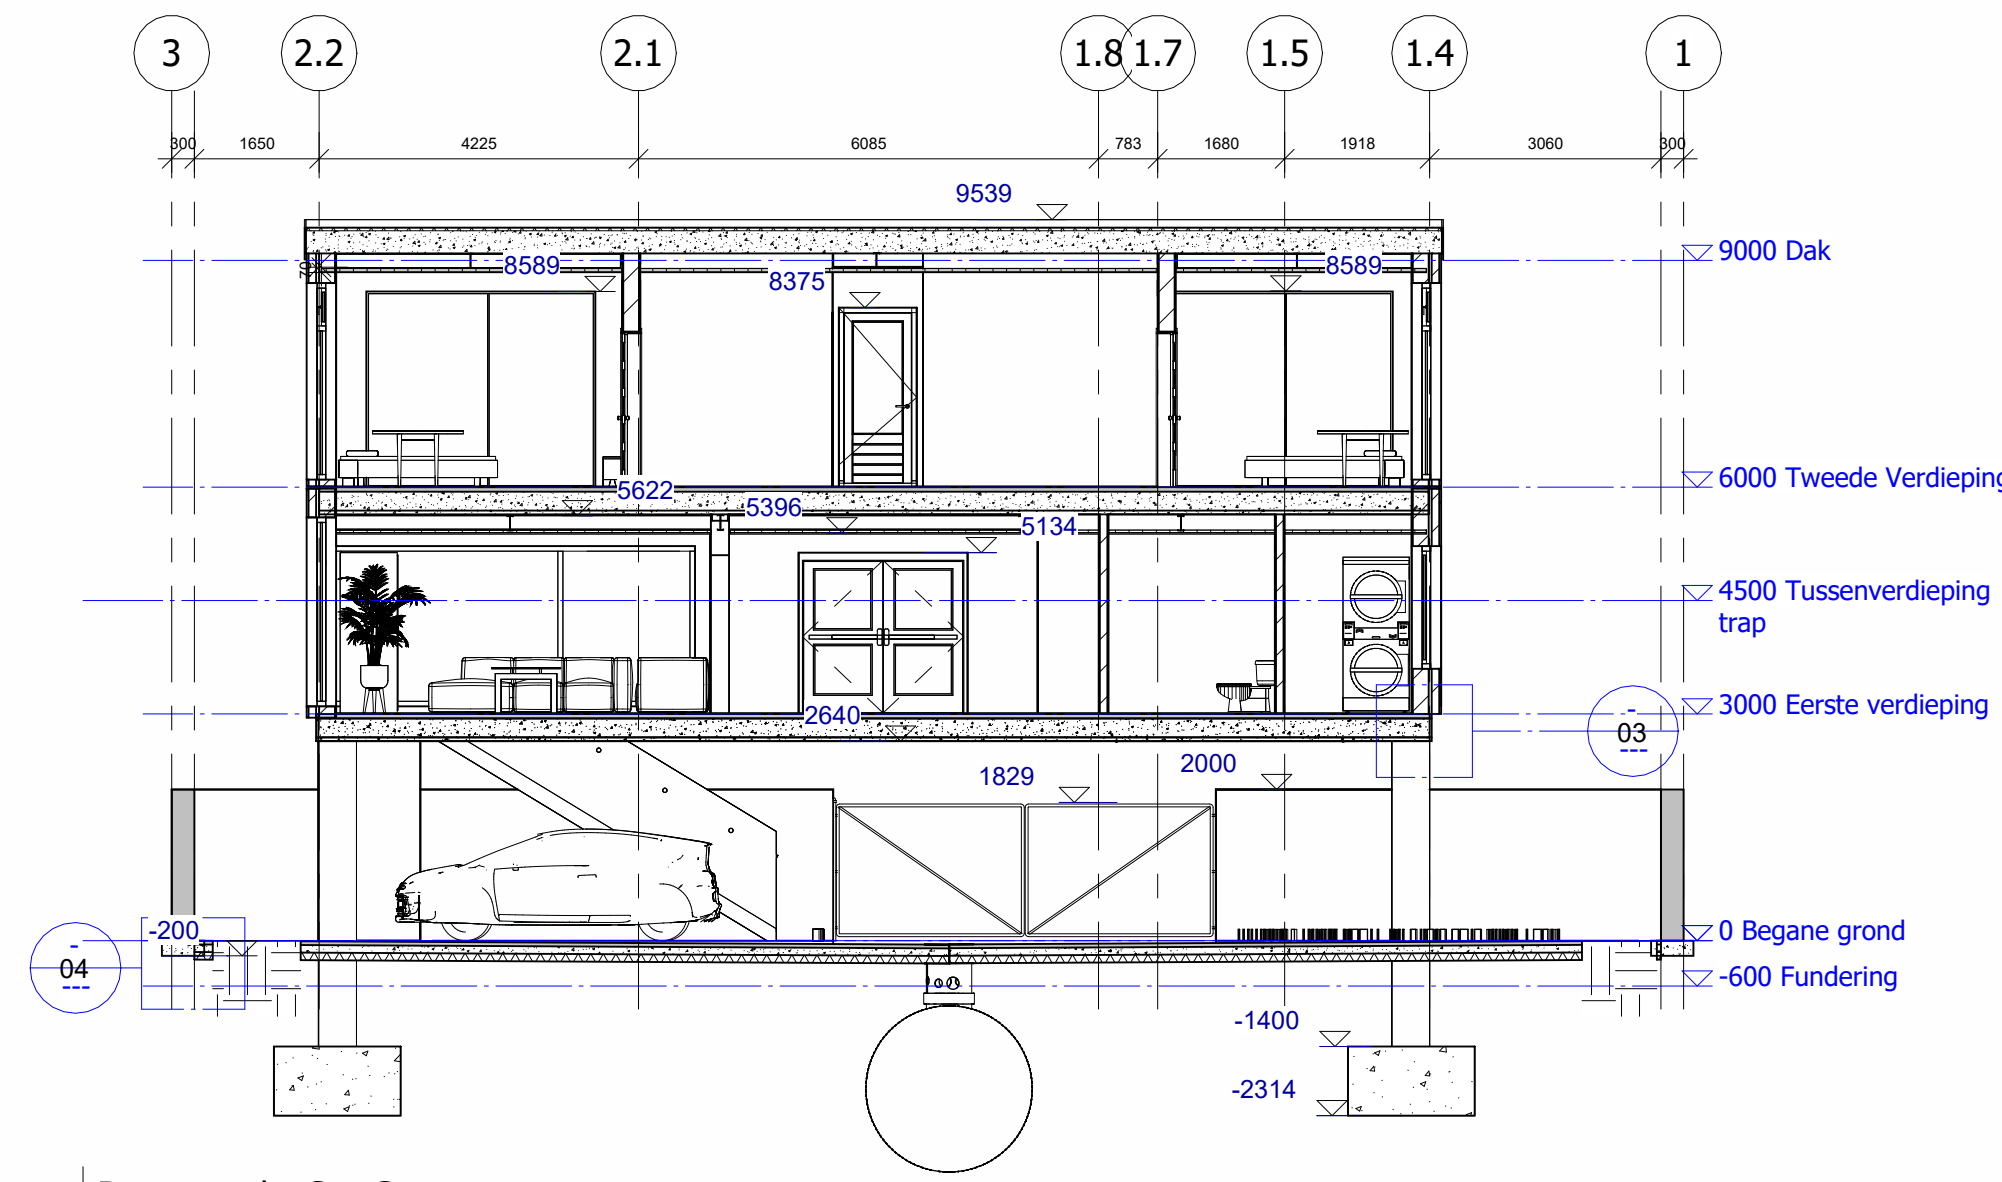 3 2.2 2.1 1.8 1.7 1.5 1.4 1
300 1650 4225 6085 783 1680 1918 3060 300
9539
9000 Dak
70 8589 8375 8589
6000 Tweede Verdieping
5622
5396
5134
4500 Tussenverdieping
trap
3000 Eerste verdieping
2640
-
03
---
2000
1829
0 Begane grond
-200
-
04
---
-600 Fundering
-1400
-2314